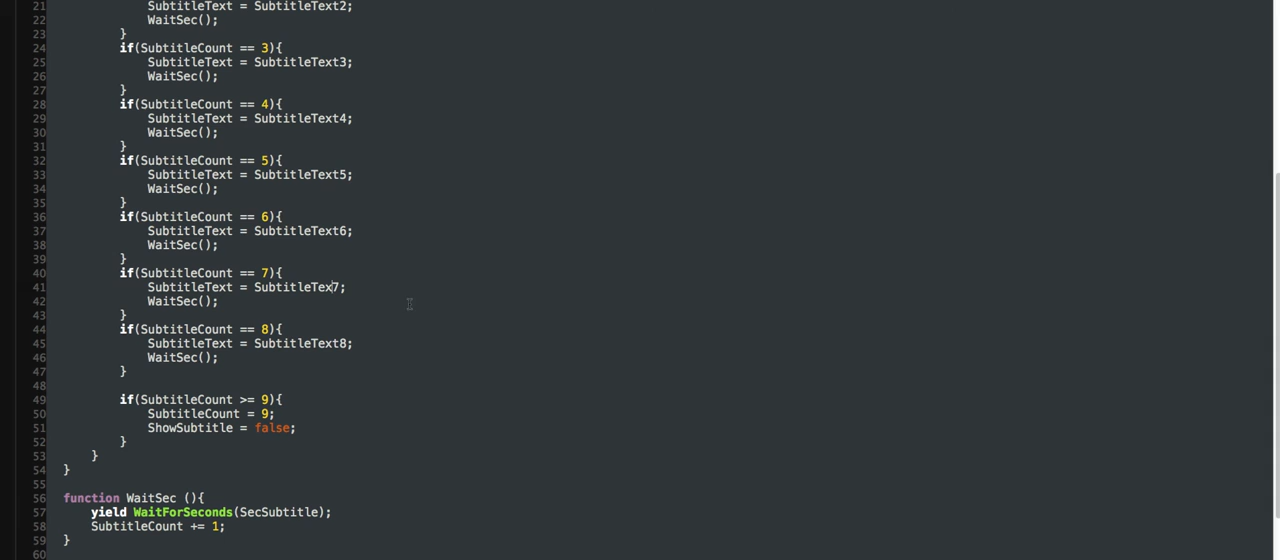 21 SubtitleText = SubtitleText2;
22 WaitSec();
23 }
24 if(SubtitleCount == 3){
25 SubtitleText = SubtitleText3;
26 WaitSec();
27 }
28 if(SubtitleCount == 4){
29 SubtitleText = SubtitleText4;
30 WaitSec();
31 }
32 if(SubtitleCount == 5){
33 SubtitleText = SubtitleText5;
34 WaitSec();
35 }
36 if(SubtitleCount == 6){
37 SubtitleText = SubtitleText6;
38 WaitSec();
39 }
40 if(SubtitleCount == 7){
41 SubtitleText = SubtitleTex7;
42 WaitSec();
43 }
44 if(SubtitleCount == 8){
45 SubtitleText = SubtitleText8;
46 WaitSec();
47 }
48
49 if(SubtitleCount >= 9){
50 SubtitleCount = 9;
51 ShowSubtitle = false;
52 }
53 }
54 }
55
56 function WaitSec (){
57 yield WaitForSeconds(SecSubtitle);
58 SubtitleCount += 1;
59 }
60